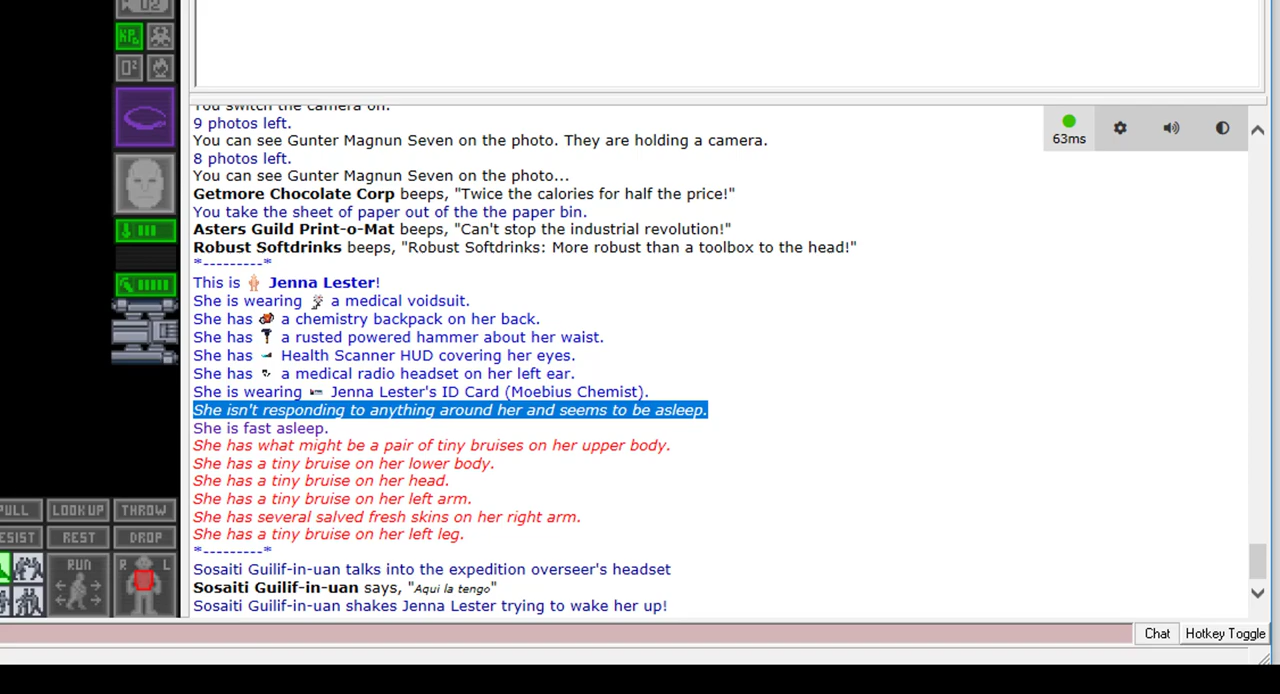 You switch the camera on.
9 photos left.
You can see Gunter Magnun Seven on the photo. They are holding a camera.
8 photos left.
You can see Gunter Magnun Seven on the photo...
Getmore Chocolate Corp beeps, "Twice the calories for half the price!"
You take the sheet of paper out of the the paper bin.
Asters Guild Print-o-Mat beeps, "Can't stop the industrial revolution!"
Robust Softdrinks beeps, "Robust Softdrinks: More robust than a toolbox to the head!"
*---------*
This is Jenna Lester!
She is wearing a medical voidsuit.
She has a chemistry backpack on her back.
She has a rusted powered hammer about her waist.
She has Health Scanner HUD covering her eyes.
She has a medical radio headset on her left ear.
She is wearing Jenna Lester's ID Card (Moebius Chemist).
She isn't responding to anything around her and seems to be asleep.
She is fast asleep.
She has what might be a pair of tiny bruises on her upper body.
She has a tiny bruise on her lower body.
She has a tiny bruise on her head.
She has a tiny bruise on her left arm.
She has several salved fresh skins on her right arm.
She has a tiny bruise on her left leg.
*---------*
Sosaiti Guilif-in-uan talks into the expedition overseer's headset
Sosaiti Guilif-in-uan says, "Aqui la tengo"
Sosaiti Guilif-in-uan shakes Jenna Lester trying to wake her up!
63ms
PULL LOOKUP THROW
RESIST REST DROP
RUN R L
Chat Hotkey Toggle